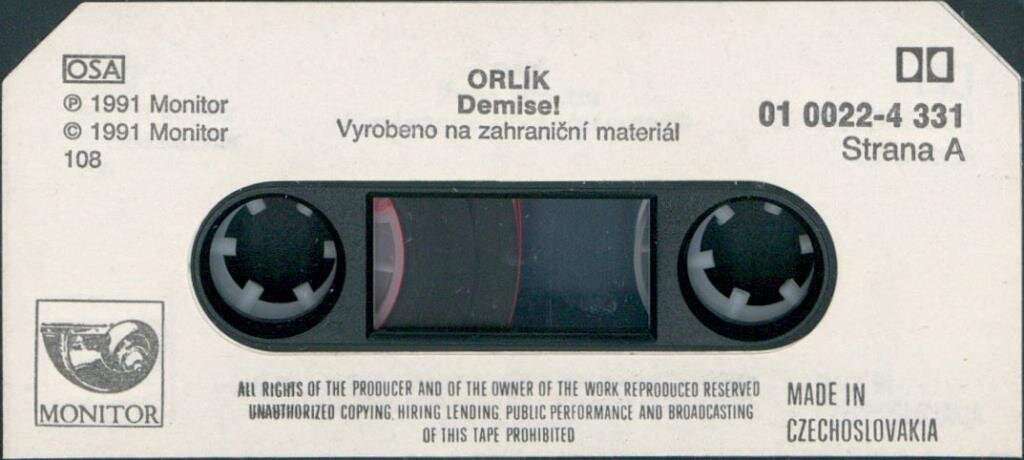 OSA
℗ 1991 Monitor
© 1991 Monitor
108
ORLÍK
Demise!
Vyrobeno na zahraniční materiál
01 0022-4 331
Strana A
MONITOR
ALL RIGHTS OF THE PRODUCER AND OF THE OWNER OF THE WORK REPRODUCED RESERVED
UNAUTHORIZED COPYING, HIRING LENDING, PUBLIC PERFORMANCE AND BROADCASTING
OF THIS TAPE PROHIBITED
MADE IN
CZECHOSLOVAKIA